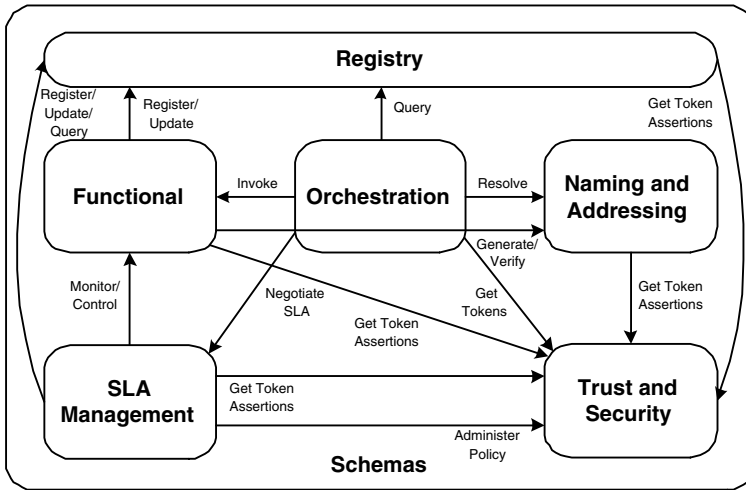 Registry
Register/
Update/
Query
Register/
Update
Query
Get Token
Assertions
Functional
Invoke
Orchestration
Resolve
Naming and
Addressing
Generate/
Verify
Monitor/
Control
Negotiate
SLA
Get Token
Assertions
Get
Tokens
Get Token
Assertions
SLA
Management
Get Token
Assertions
Trust and
Security
Administer
Policy
Schemas